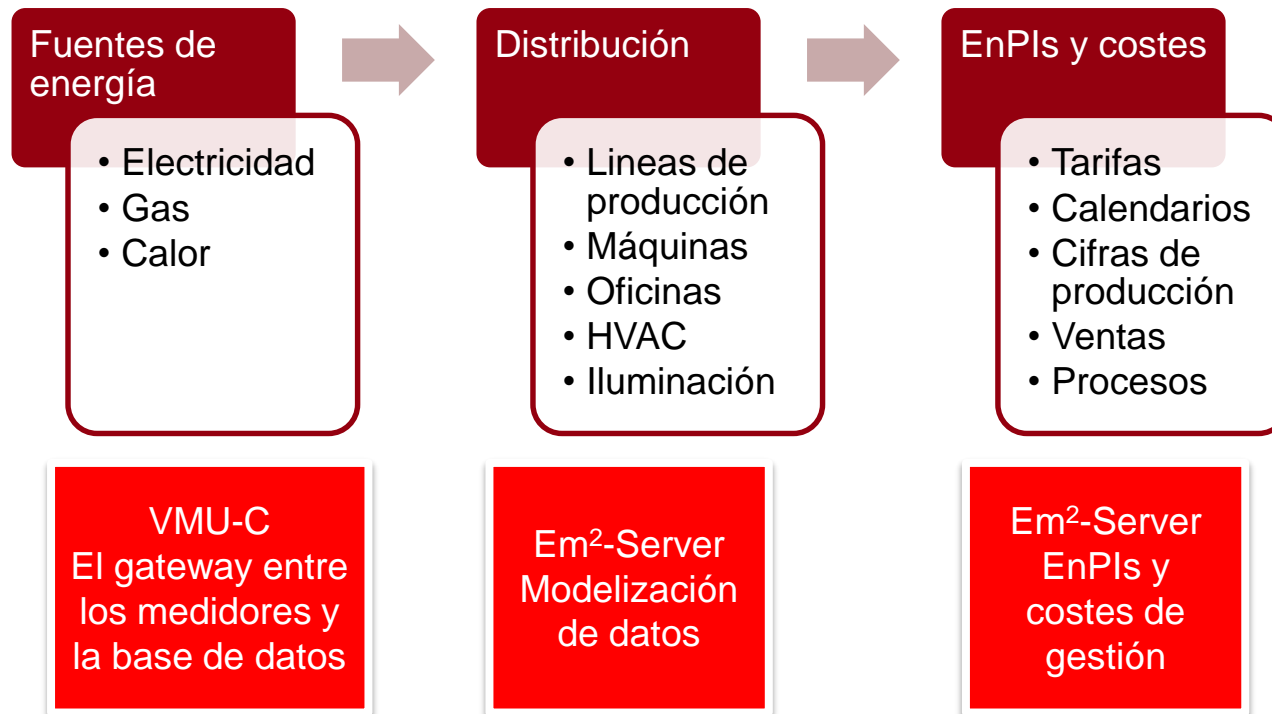 Fuentes de
energía
• Electricidad
• Gas
• Calor
Distribución
• Lineas de
producción
• Máquinas
• Oficinas
• HVAC
• Iluminación
EnPIs y costes
• Tarifas
• Calendarios
• Cifras de
producción
• Ventas
• Procesos
VMU-C
El gateway entre
los medidores y
la base de datos
Em²-Server
Modelización
de datos
Em²-Server
EnPIs y
costes de
gestión